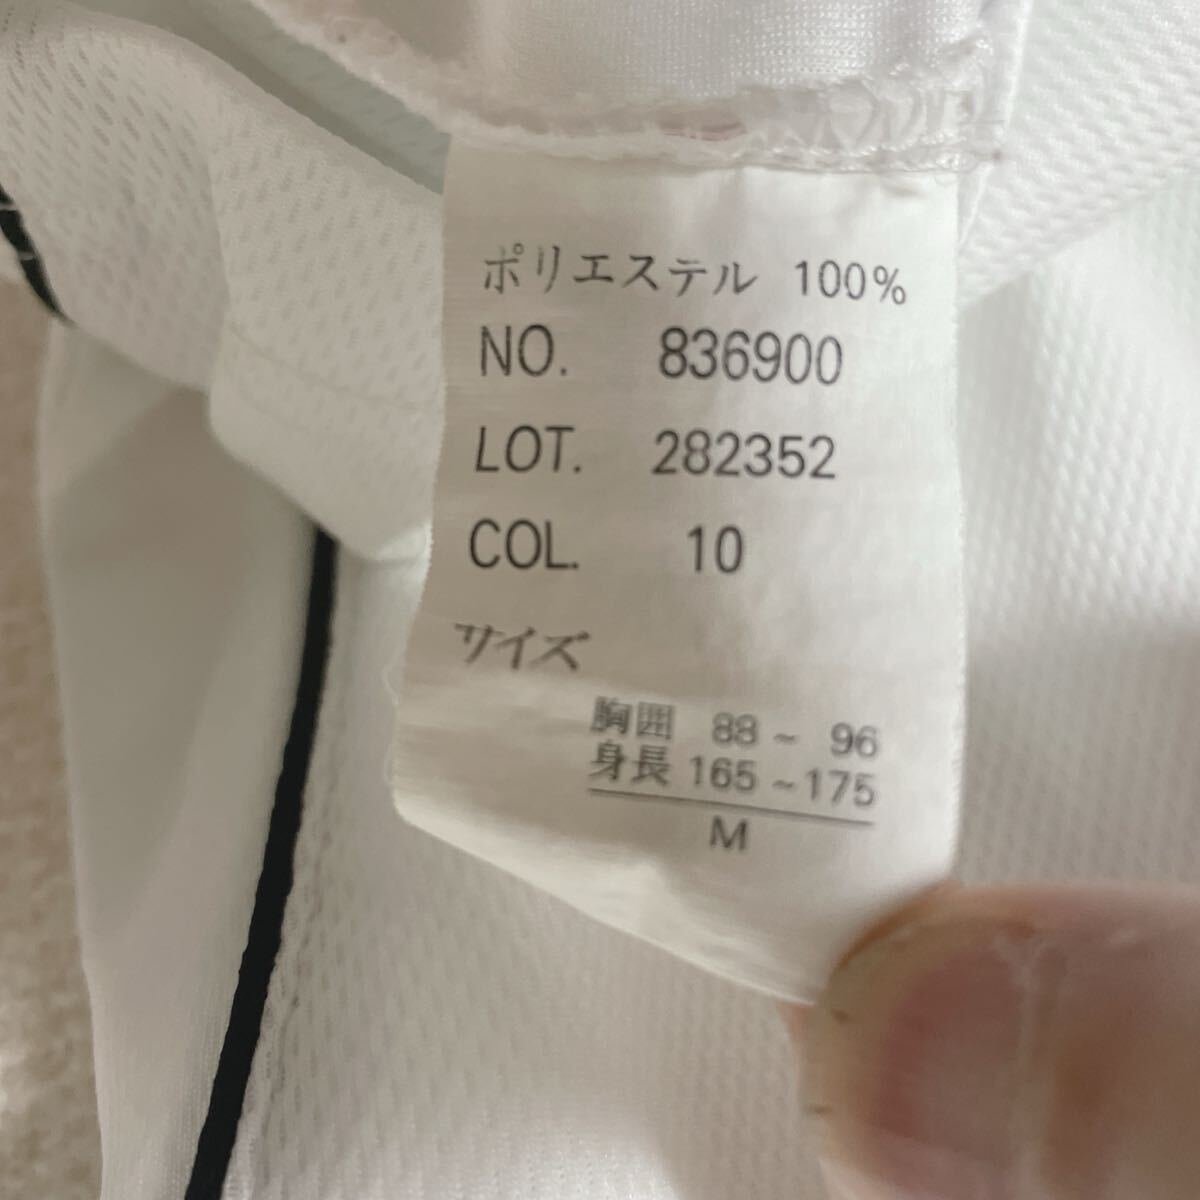 ポリエステル 100%
NO. 836900
LOT. 282352
COL. 10
サイズ
胸囲 88 ~ 96
身長 165 ~ 175
M